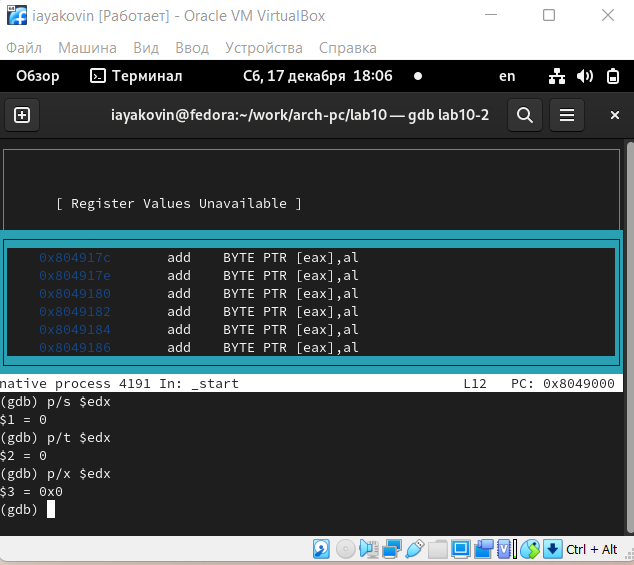 iayakovin [Работает] - Oracle VM VirtualBox
Файл Машина Вид Ввод Устройства Справка
Обзор Терминал Сб, 17 декабря 18:06 en
iayakovin@fedora:~/work/arch-pc/lab10 — gdb lab10-2
[ Register Values Unavailable ]
0x804917c add BYTE PTR [eax],al
0x804917e add BYTE PTR [eax],al
0x8049180 add BYTE PTR [eax],al
0x8049182 add BYTE PTR [eax],al
0x8049184 add BYTE PTR [eax],al
0x8049186 add BYTE PTR [eax],al
native process 4191 In: _start L12 PC: 0x8049000
(gdb) p/s $edx
$1 = 0
(gdb) p/t $edx
$2 = 0
(gdb) p/x $edx
$3 = 0x0
(gdb)
Ctrl + Alt